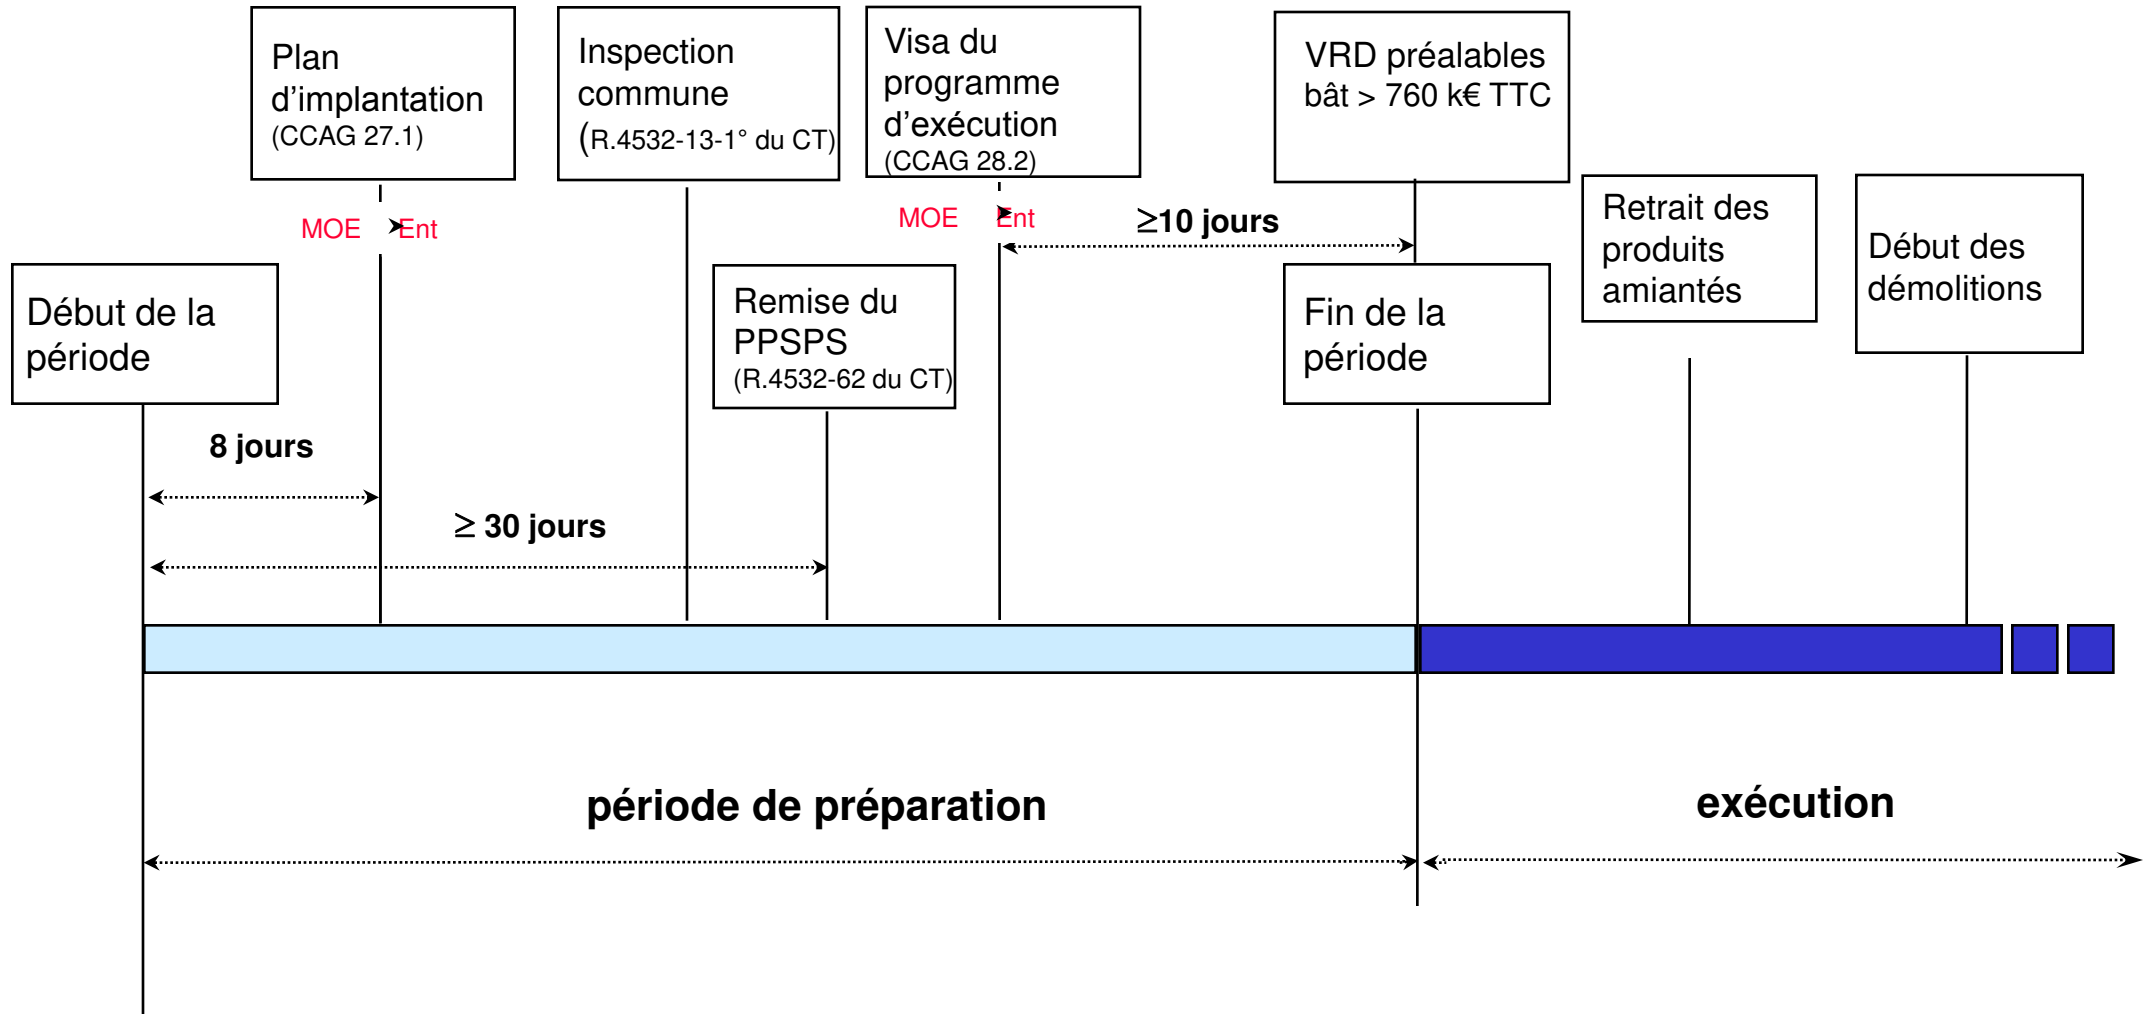 Plan
d’implantation
(CCAG 27.1)
Inspection
commune
(R.4532-13-1° du CT)
Visa du
programme
d’exécution
(CCAG 28.2)
VRD préalables
bât > 760 k€ TTC
MOE
Ent
MOE
Ent
≥10 jours
Retrait des
produits
amiantés
Début des
démolitions
Début de la
période
Remise du
PPSPS
(R.4532-62 du CT)
Fin de la
période
8 jours
≥ 30 jours
période de préparation
exécution